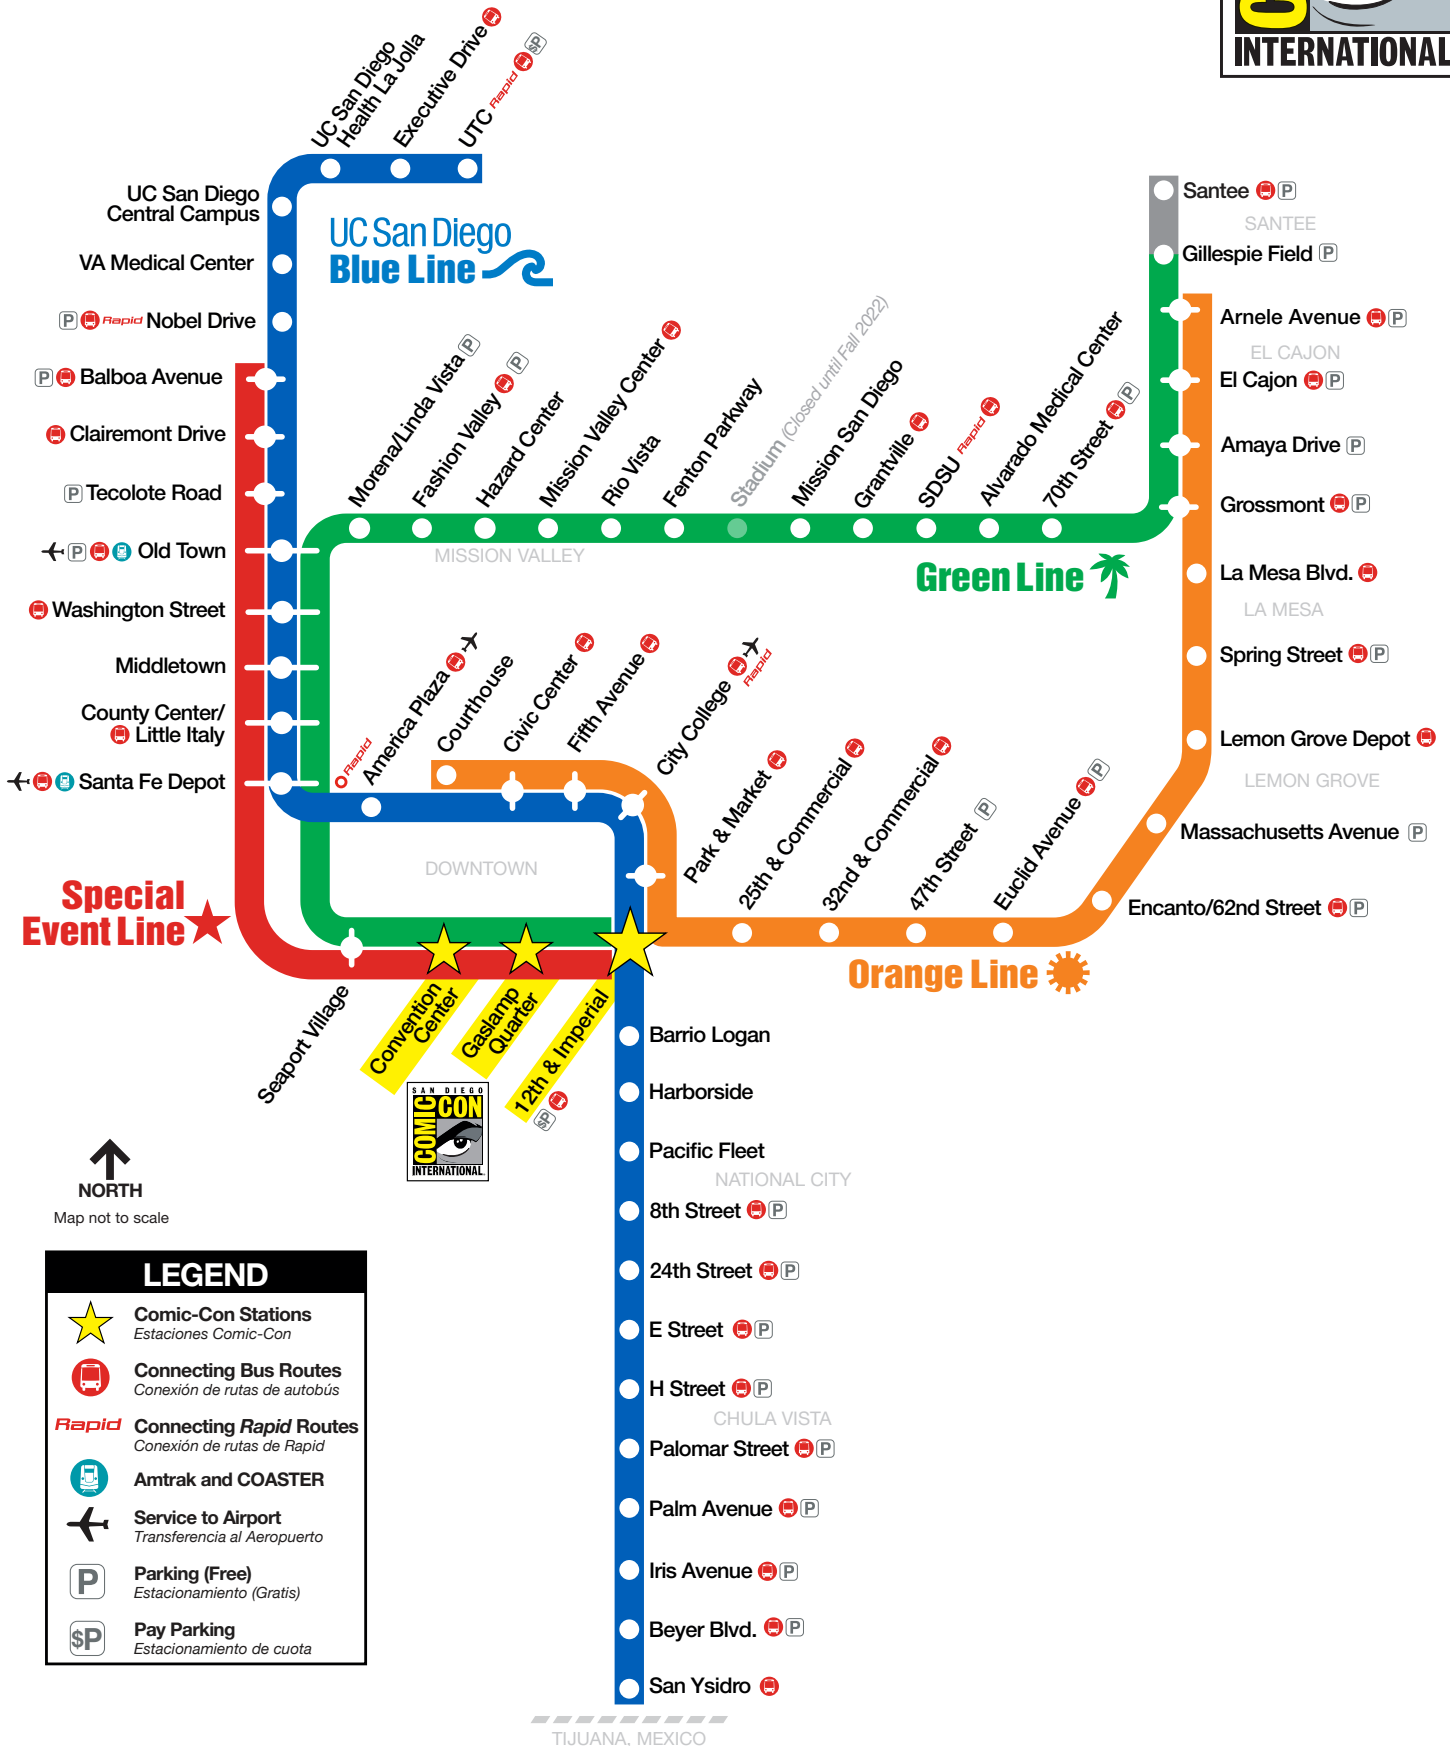 INTERNATIONAL
UC San Diego
Health La Jolla
Executive Drive
UTC Rapid $P
UC San Diego
Central Campus
VA Medical Center
P Rapid Nobel Drive
P Balboa Avenue
Clairemont Drive
P Tecolote Road
P Old Town
Washington Street
Middletown
County Center/
Little Italy
Santa Fe Depot
UC San Diego
Blue Line
Morena/Linda Vista P
Fashion Valley P
Hazard Center
Mission Valley Center
Rio Vista
Fenton Parkway
Stadium (Closed until Fall 2022)
Mission San Diego
Grantville
SDSU Rapid
Alvarado Medical Center
70th Street P
MISSION VALLEY
Green Line
Santee P
SANTEE
Gillespie Field P
Arnele Avenue P
EL CAJON
El Cajon P
Amaya Drive P
Grossmont P
La Mesa Blvd.
LA MESA
Spring Street P
Lemon Grove Depot
LEMON GROVE
Massachusetts Avenue P
Encanto/62nd Street P
Rapid
America Plaza
Courthouse
Civic Center
Fifth Avenue
City College
Rapid
Park & Market
25th & Commercial
32nd & Commercial
47th Street P
Euclid Avenue P
DOWNTOWN
Orange Line
Special
Event Line
Seaport Village
Convention
Center
Gaslamp
Quarter
12th & Imperial
$P
SAN DIEGO
COMIC
CON
INTERNATIONAL
Barrio Logan
Harborside
Pacific Fleet
NATIONAL CITY
8th Street P
24th Street P
E Street P
H Street P
CHULA VISTA
Palomar Street P
Palm Avenue P
Iris Avenue P
Beyer Blvd. P
San Ysidro
TIJUANA, MEXICO
NORTH
Map not to scale
LEGEND
Comic-Con Stations
Estaciones Comic-Con
Connecting Bus Routes
Conexión de rutas de autobús
Rapid Connecting Rapid Routes
Conexión de rutas de Rapid
Amtrak and COASTER
Service to Airport
Transferencia al Aeropuerto
P Parking (Free)
Estacionamiento (Gratis)
$P Pay Parking
Estacionamiento de cuota